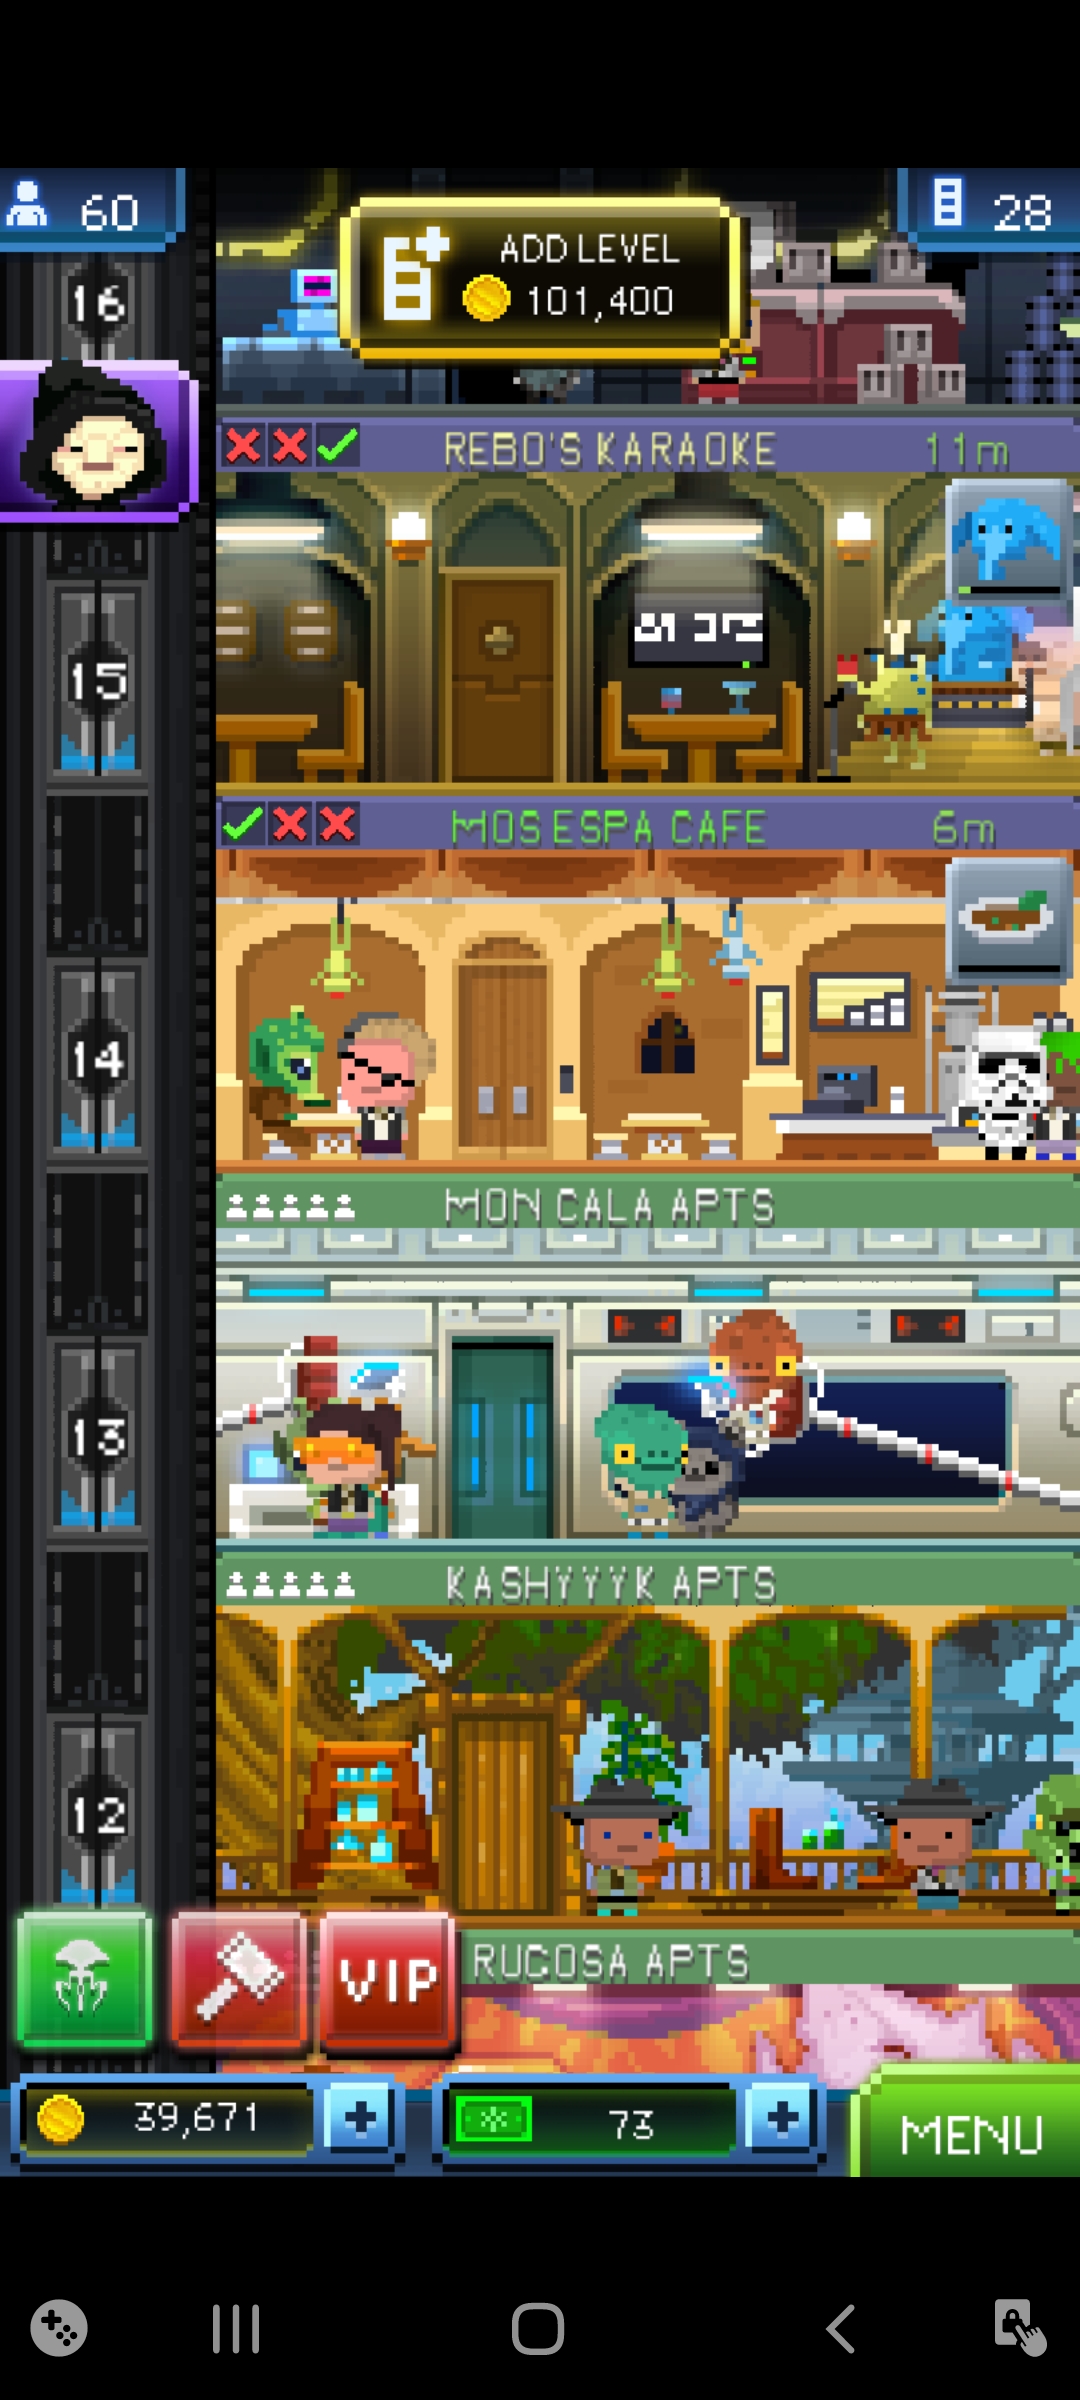 60
28
ADD LEVEL
101,400
16
REBO'S KARAOKE
11m
15
MOS ESPA CAFE
6m
14
MON CALA APTS
13
KASHYYYK APTS
12
VIP
RUGOSA APTS
39,671
73
MENU